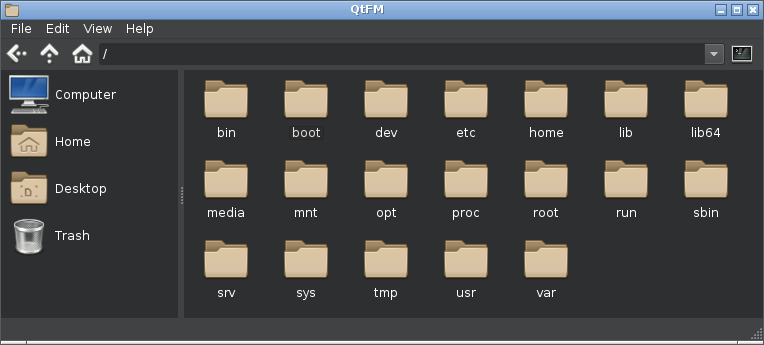 QtFM
File Edit View Help
/
Computer
Home
Desktop
Trash
bin boot dev etc home lib lib64
media mnt opt proc root run sbin
srv sys tmp usr var